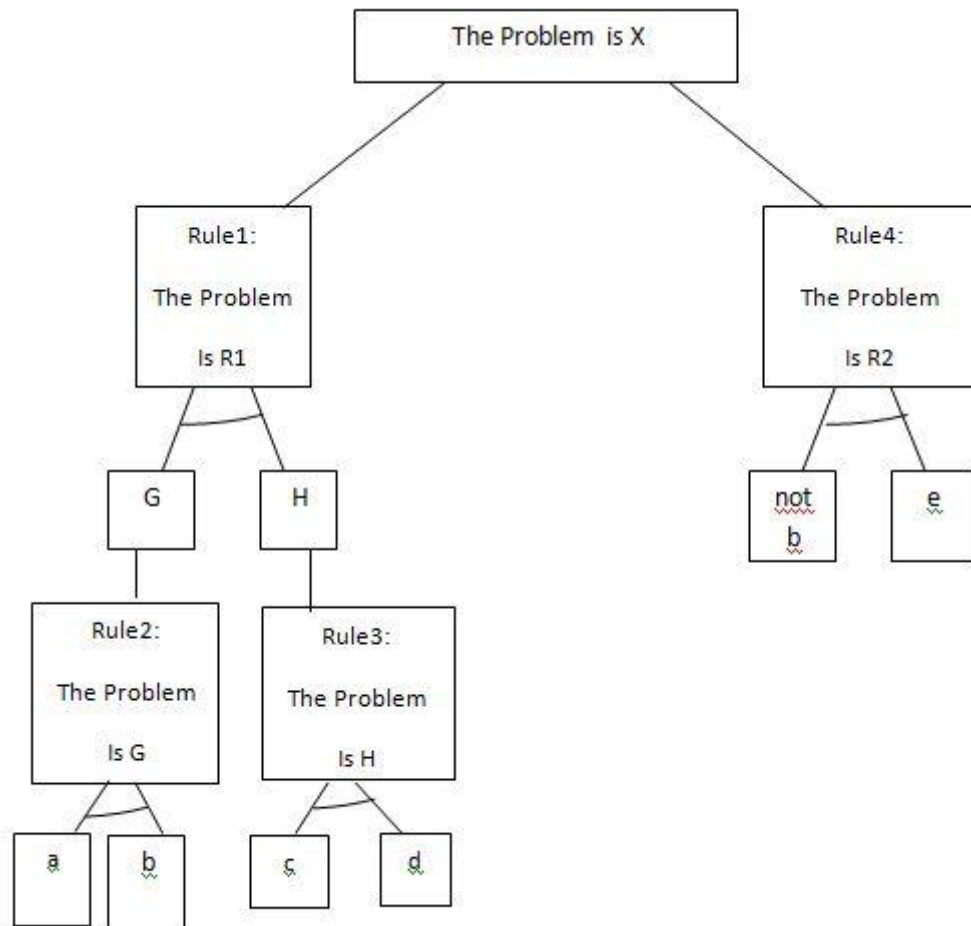 The Problem is X
Rule1:
The Problem
Is R1
Rule4:
The Problem
Is R2
G
H
not
b
e
Rule2:
The Problem
Is G
Rule3:
The Problem
Is H
a
b
c
d